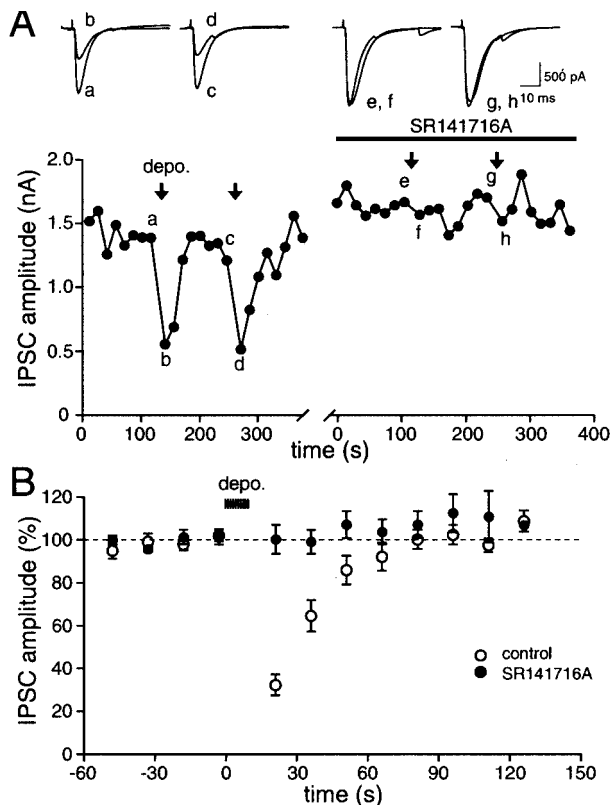 A
b
d
a
c
e, f
g, h
500 pA
10 ms
SR141716A
depo.
IPSC amplitude (nA)
2.0
1.5
1.0
0.5
0
a
b
c
d
e
f
g
h
0 100 200 300 0 100 200 300 400
time (s) time (s)
B
depo.
IPSC amplitude (%)
120
100
80
60
40
20
0
control
SR141716A
-60 -30 0 30 60 90 120 150
time (s)